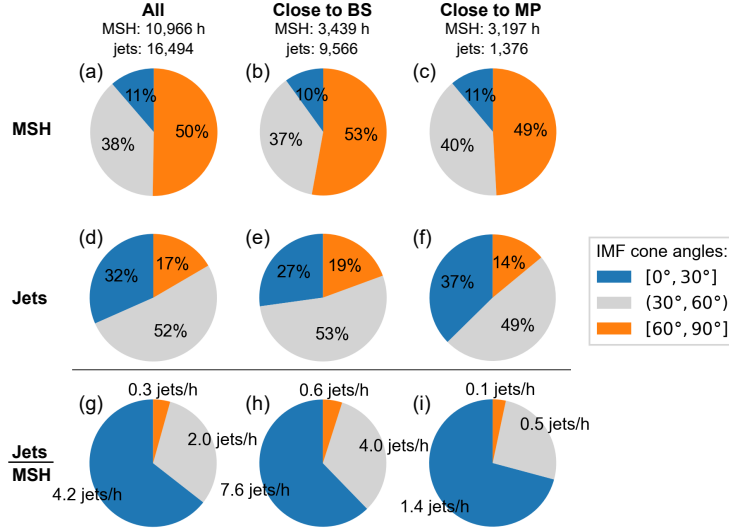 All
MSH: 10,966 h
jets: 16,494
Close to BS
MSH: 3,439 h
jets: 9,566
Close to MP
MSH: 3,197 h
jets: 1,376
MSH
(a)
11%
50%
38%
(b)
10%
53%
37%
(c)
11%
49%
40%
Jets
(d)
32%
17%
52%
(e)
27%
19%
53%
(f)
37%
14%
49%
IMF cone angles:
[0°, 30°]
(30°, 60°)
[60°, 90°]
Jets
MSH
(g)
0.3 jets/h
2.0 jets/h
4.2 jets/h
(h)
0.6 jets/h
4.0 jets/h
7.6 jets/h
(i)
0.1 jets/h
0.5 jets/h
1.4 jets/h